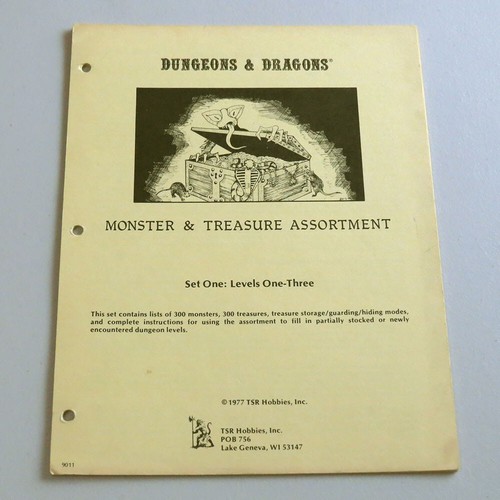 DUNGEONS & DRAGONS®
MONSTER & TREASURE ASSORTMENT
Set One: Levels One-Three
This set contains lists of 300 monsters, 300 treasures, treasure storage/guarding/hiding modes,
and complete instructions for using the assortment to fill in partially stocked or newly
encountered dungeon levels.
© 1977 TSR Hobbies, Inc.
TSR Hobbies, Inc.
POB 756
Lake Geneva, WI 53147
9011